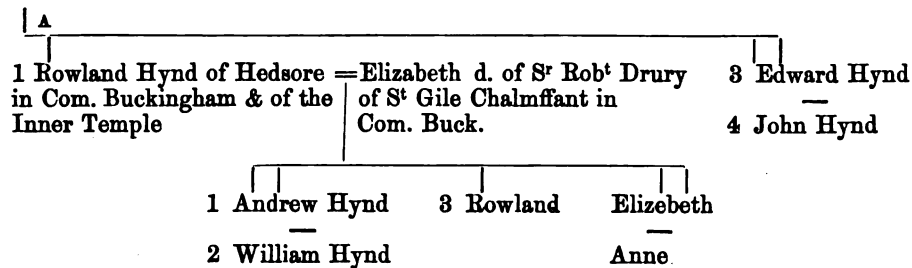 A
1 Rowland Hynd of Hedsore = Elizabeth d. of Sʳ Robᵗ Drury 3 Edward Hynd
in Com. Buckingham & of the of Sᵗ Gile Chalmffant in
Inner Temple Com. Buck. 4 John Hynd
1 Andrew Hynd 3 Rowland Elizebeth
2 William Hynd Anne